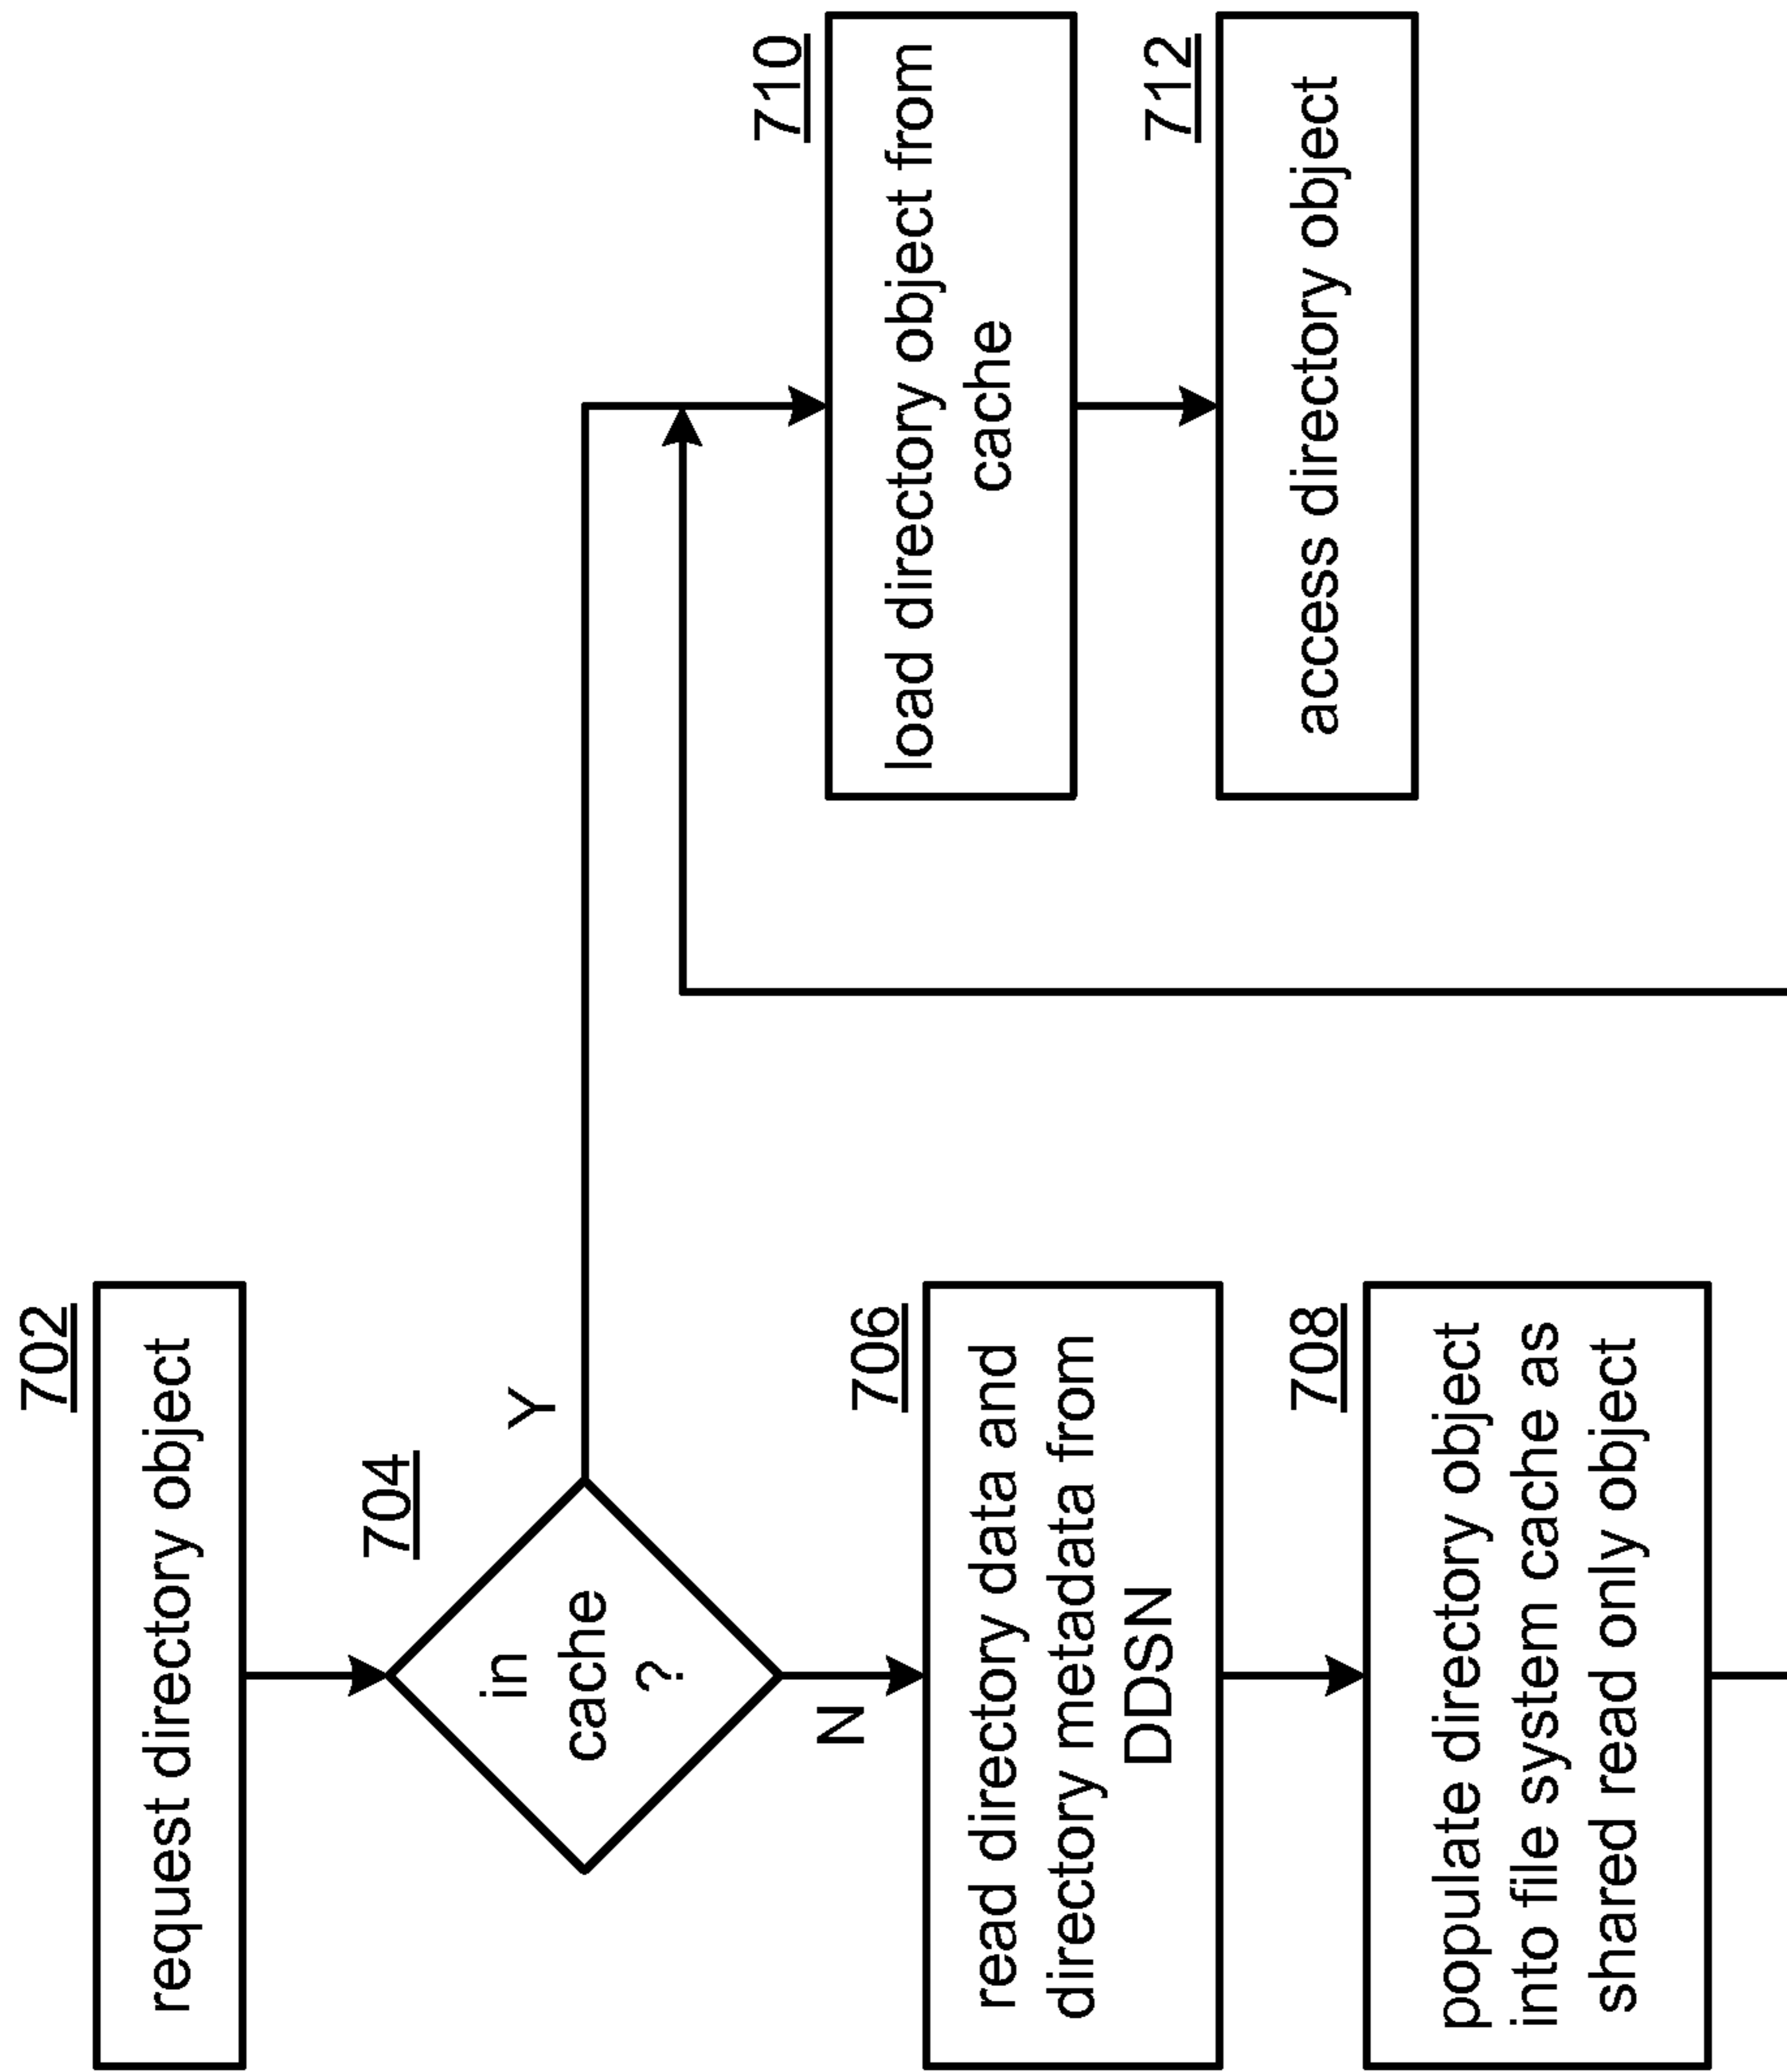 702
request directory object
704
in
cache
?
Y
N
706
read directory data and
directory metadata from
DDSN
708
populate directory object
into file system cache as
shared read only object
710
load directory object from
cache
712
access directory object